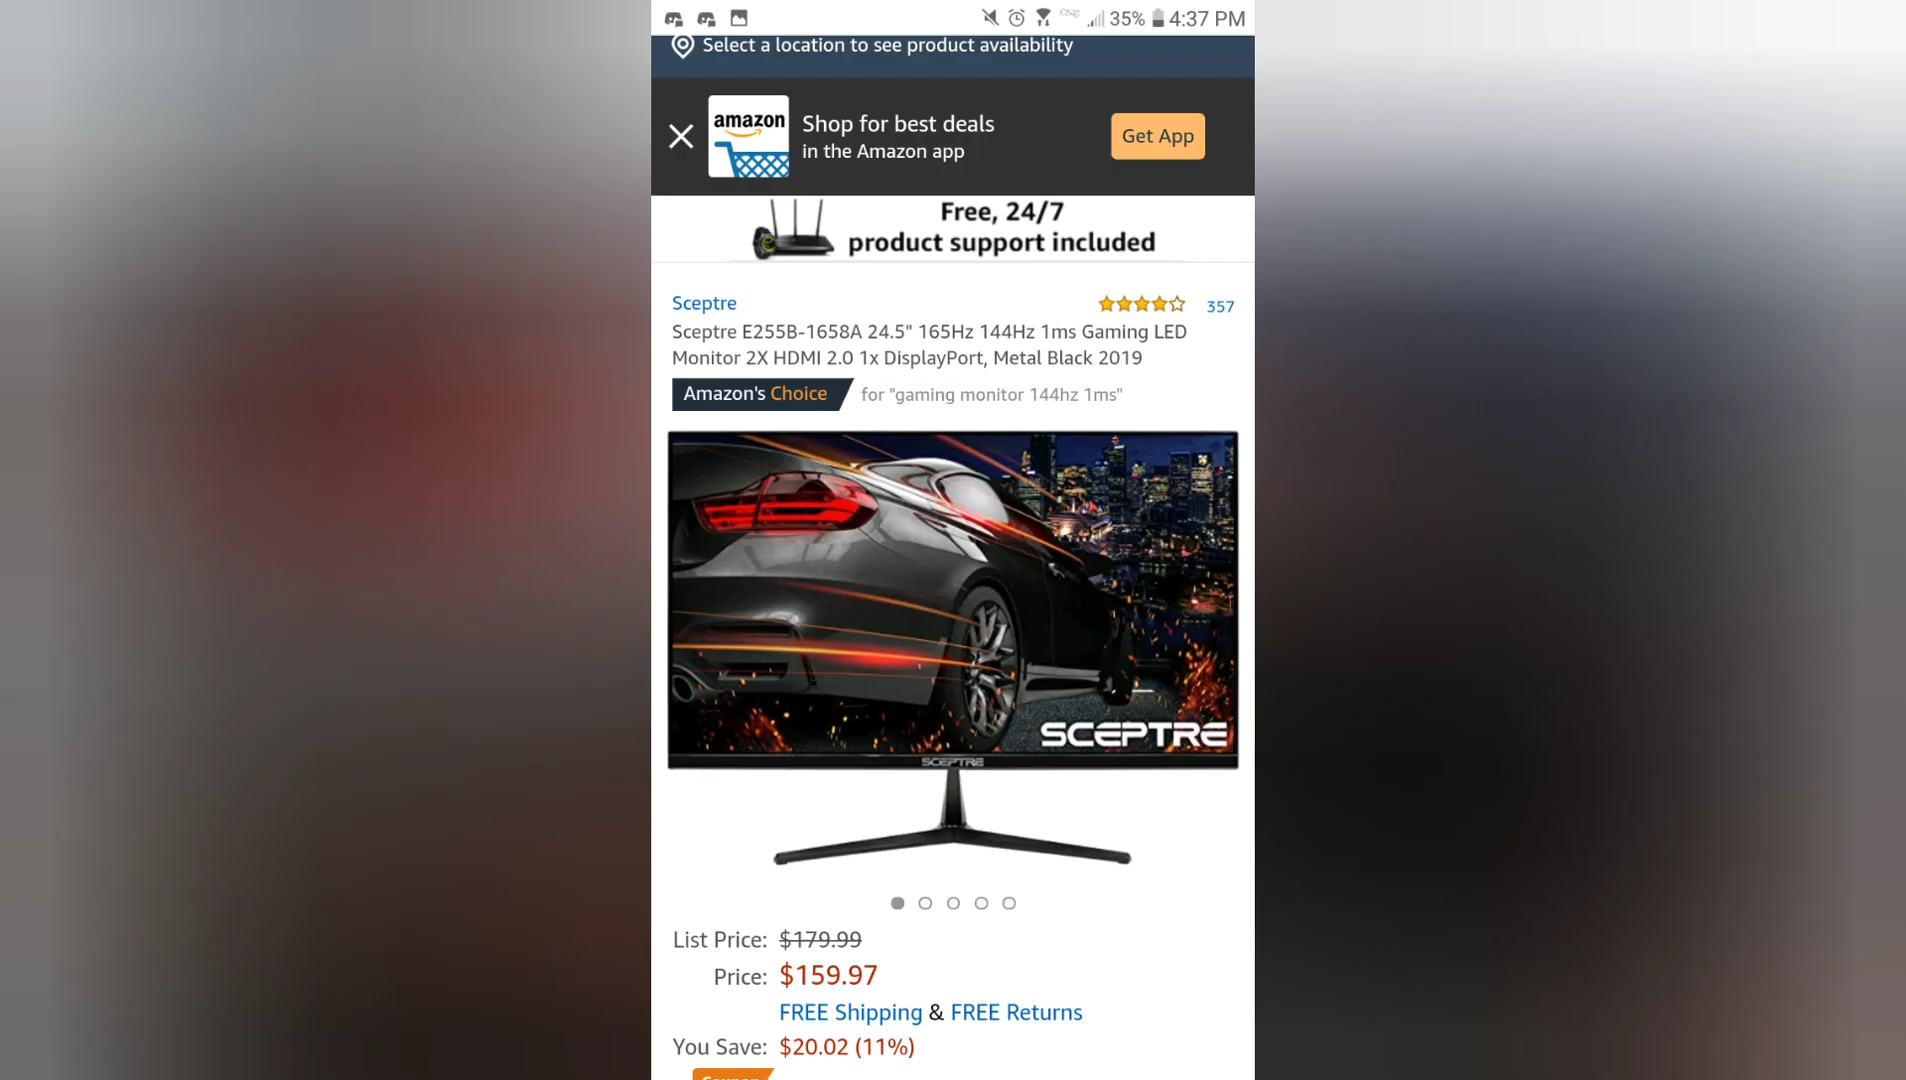 35% 4:37 PM
Select a location to see product availability
amazon
Shop for best deals
in the Amazon app
Get App
Free, 24/7
product support included
Sceptre
357
Sceptre E255B-1658A 24.5" 165Hz 144Hz 1ms Gaming LED
Monitor 2X HDMI 2.0 1x DisplayPort, Metal Black 2019
Amazon's Choice for "gaming monitor 144hz 1ms"
SCEPTRE
SCEPTRE
List Price: $179.99
Price: $159.97
FREE Shipping & FREE Returns
You Save: $20.02 (11%)